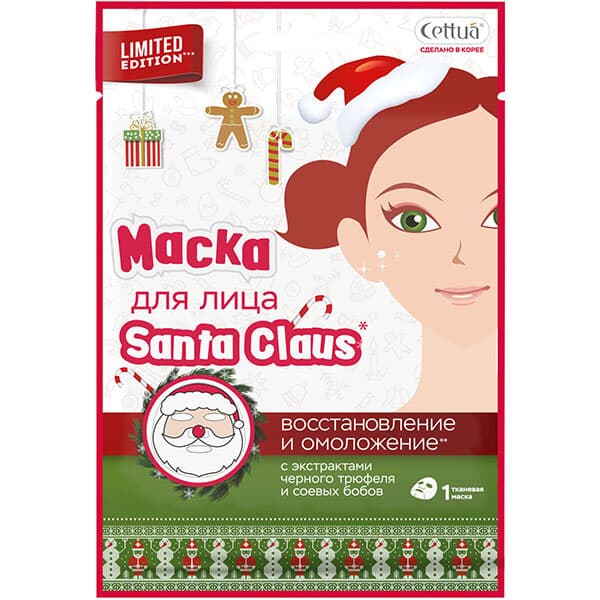 LIMITED
EDITION***
Cettua®
СДЕЛАНО В КОРЕЕ
Маска
для лица
Santa Claus*
восстановление
и омоложение**
с экстрактами
черного трюфеля
и соевых бобов
1 тканевая
маска